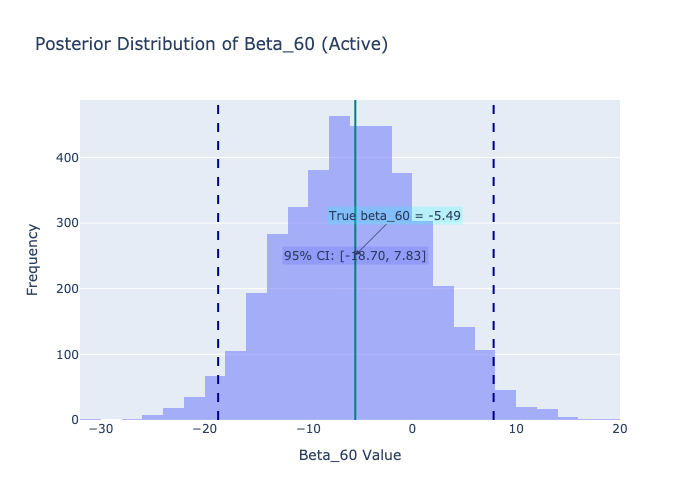 Posterior Distribution of Beta_60 (Active)
400
300
200
100
0
Frequency
True beta_60 = -5.49
95% CI: [-18.70, 7.83]
−30
−20
−10
0
10
20
Beta_60 Value